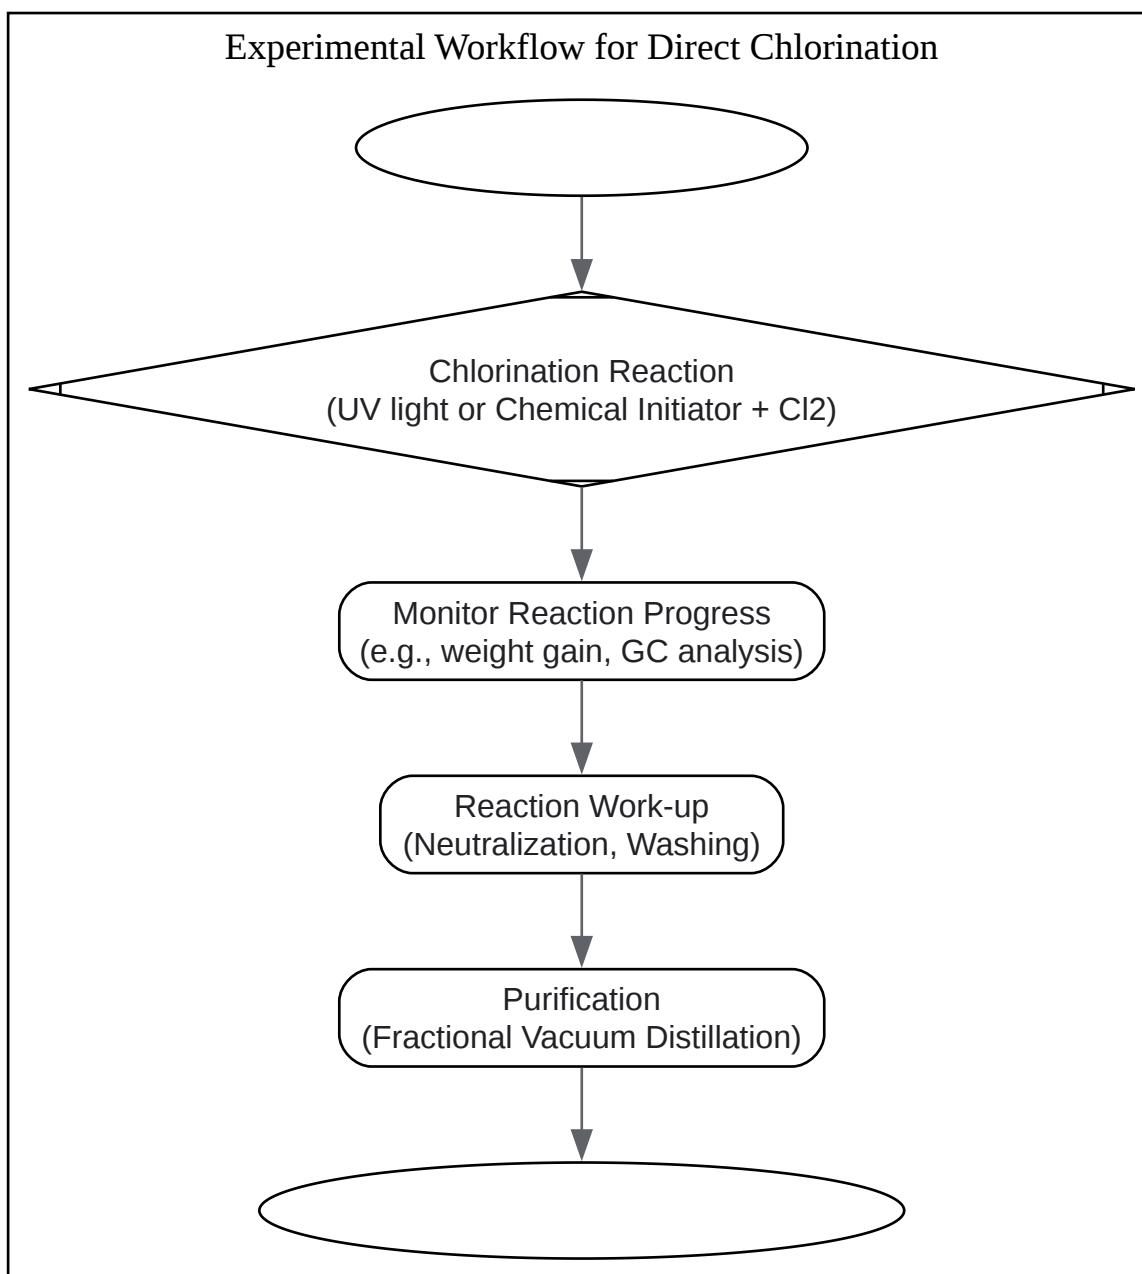 Experimental Workflow for Direct Chlorination
Chlorination Reaction
(UV light or Chemical Initiator + Cl2)
Monitor Reaction Progress
(e.g., weight gain, GC analysis)
Reaction Work-up
(Neutralization, Washing)
Purification
(Fractional Vacuum Distillation)